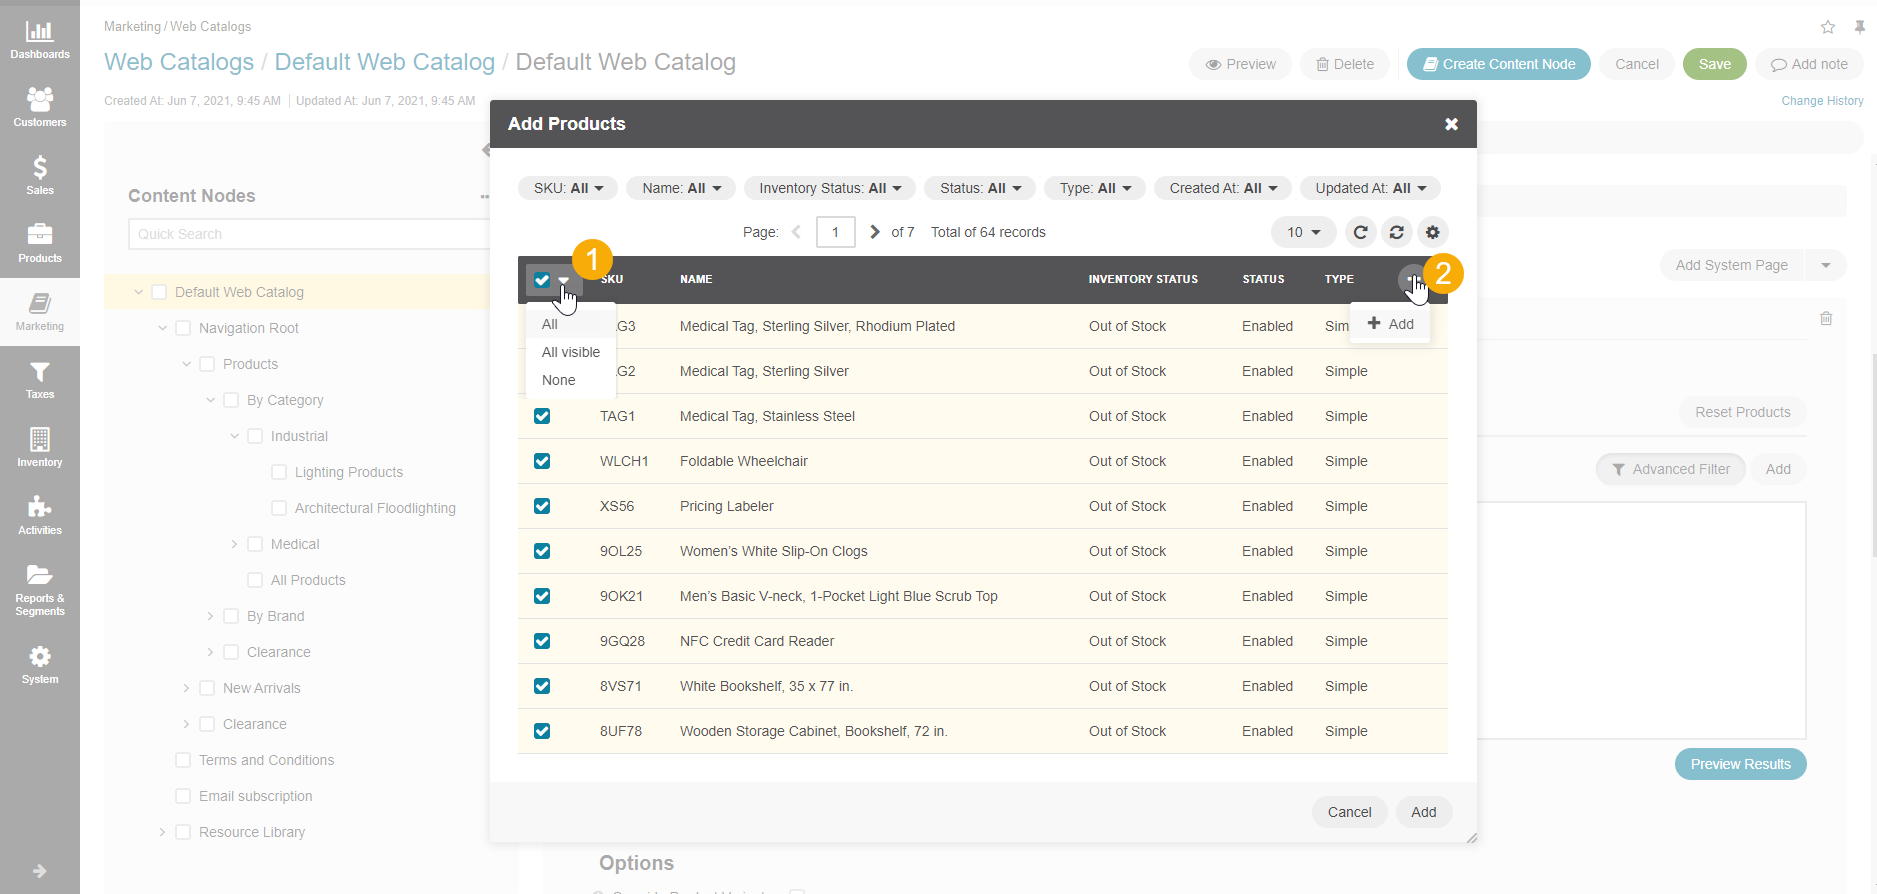 Dashboards
Customers
Sales
Products
Marketing
Taxes
Inventory
Activities
Reports &
Segments
System
Marketing / Web Catalogs
Web Catalogs / Default Web Catalog / Default Web Catalog
Preview
Delete
Create Content Node
Cancel
Save
Add note
Created At: Jun 7, 2021, 9:45 AM
Updated At: Jun 7, 2021, 9:45 AM
Change History
Content Nodes
Quick Search
Default Web Catalog
Navigation Root
Products
By Category
Industrial
Lighting Products
Architectural Floodlighting
Medical
All Products
By Brand
Clearance
New Arrivals
Clearance
Terms and Conditions
Email subscription
Resource Library
Add Products
SKU: All
Name: All
Inventory Status: All
Status: All
Type: All
Created At: All
Updated At: All
Page: 1 of 7 Total of 64 records
10
1
2
SKU NAME INVENTORY STATUS STATUS TYPE
All
All visible
None
Add
G3 Medical Tag, Sterling Silver, Rhodium Plated Out of Stock Enabled Sim
G2 Medical Tag, Sterling Silver Out of Stock Enabled Simple
TAG1 Medical Tag, Stainless Steel Out of Stock Enabled Simple
WLCH1 Foldable Wheelchair Out of Stock Enabled Simple
XS56 Pricing Labeler Out of Stock Enabled Simple
9OL25 Women's White Slip-On Clogs Out of Stock Enabled Simple
9OK21 Men's Basic V-neck, 1-Pocket Light Blue Scrub Top Out of Stock Enabled Simple
9GQ28 NFC Credit Card Reader Out of Stock Enabled Simple
8VS71 White Bookshelf, 35 x 77 in. Out of Stock Enabled Simple
8UF78 Wooden Storage Cabinet, Bookshelf, 72 in. Out of Stock Enabled Simple
Cancel
Add
Add System Page
Reset Products
Advanced Filter
Add
Preview Results
Options